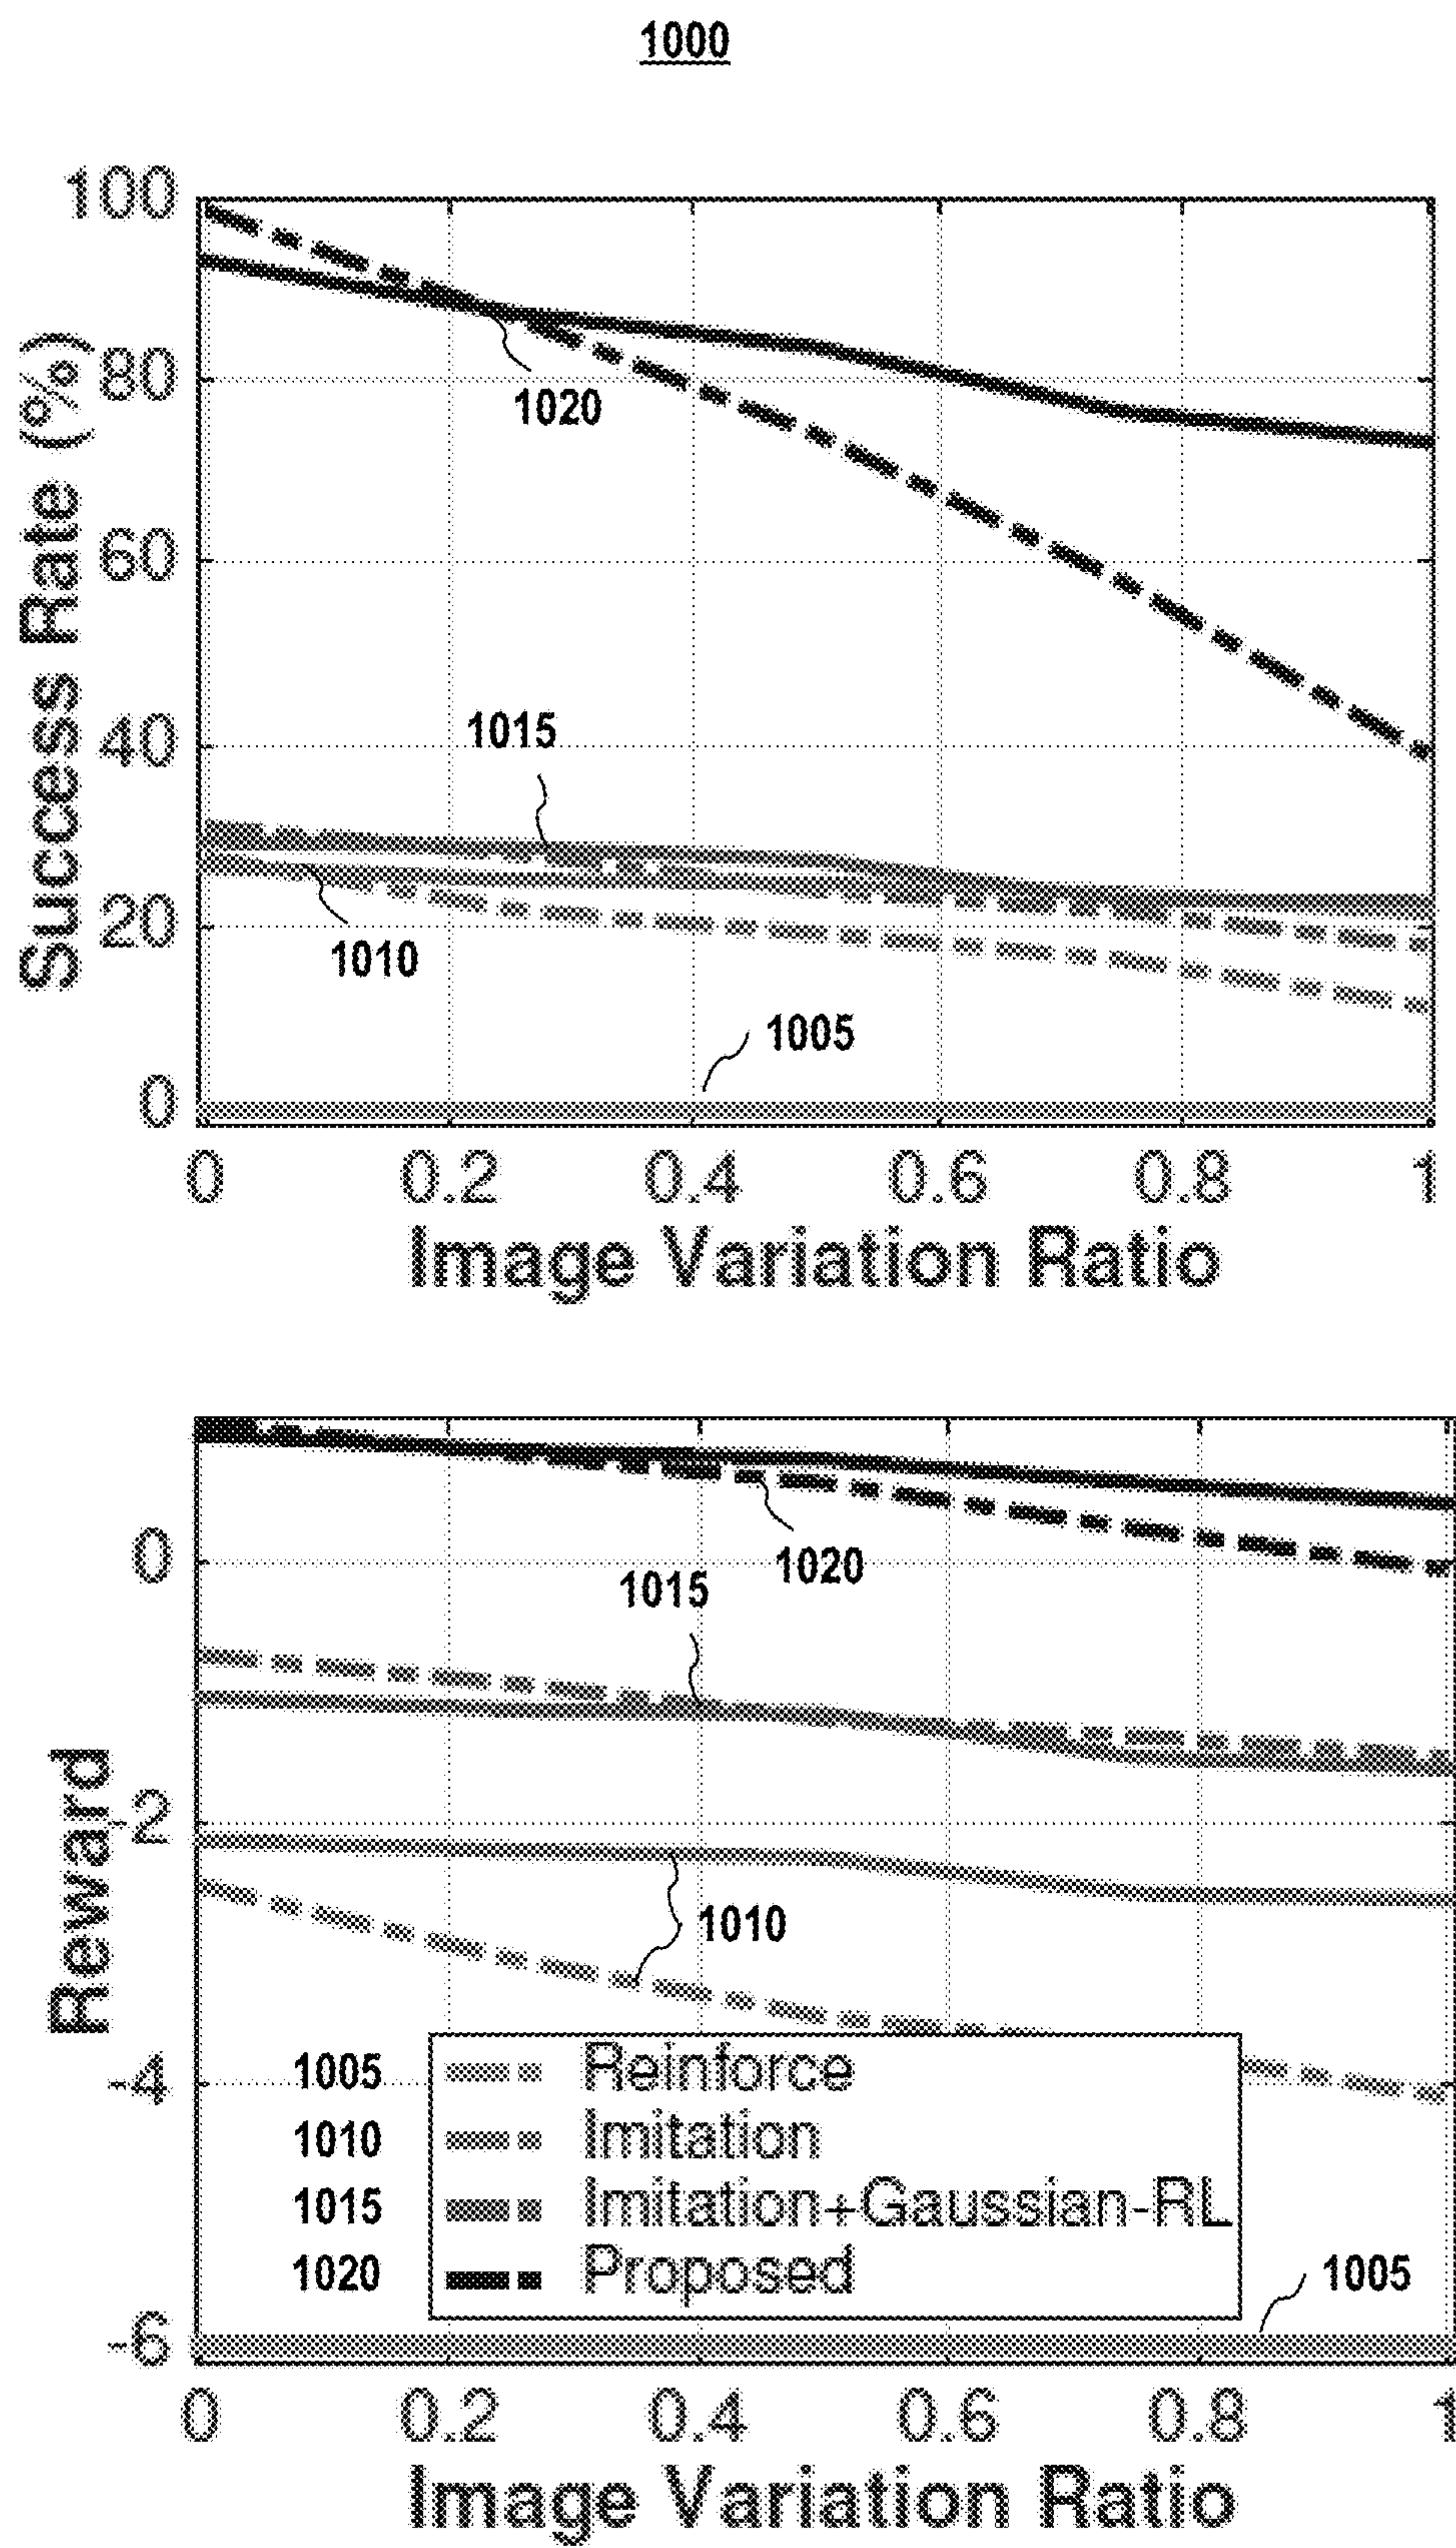 1000
100
80
60
40
20
0
Success Rate (%)
1020
1015
1010
1005
0 0.2 0.4 0.6 0.8 1
Image Variation Ratio
0
-2
-4
-6
Reward
1020
1015
1010
1005 Reinforce
1010 Imitation
1015 Imitation+Gaussian-RL
1020 Proposed
1005
0 0.2 0.4 0.6 0.8 1
Image Variation Ratio